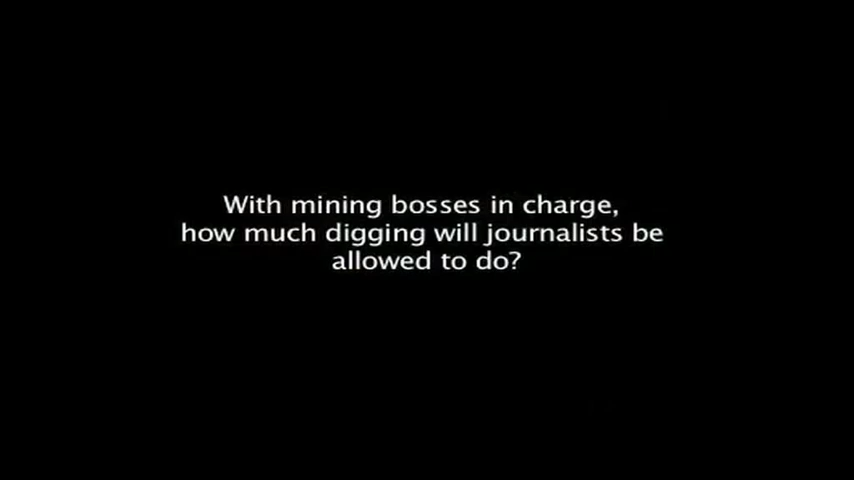 With mining bosses in charge,
how much digging will journalists be
allowed to do?